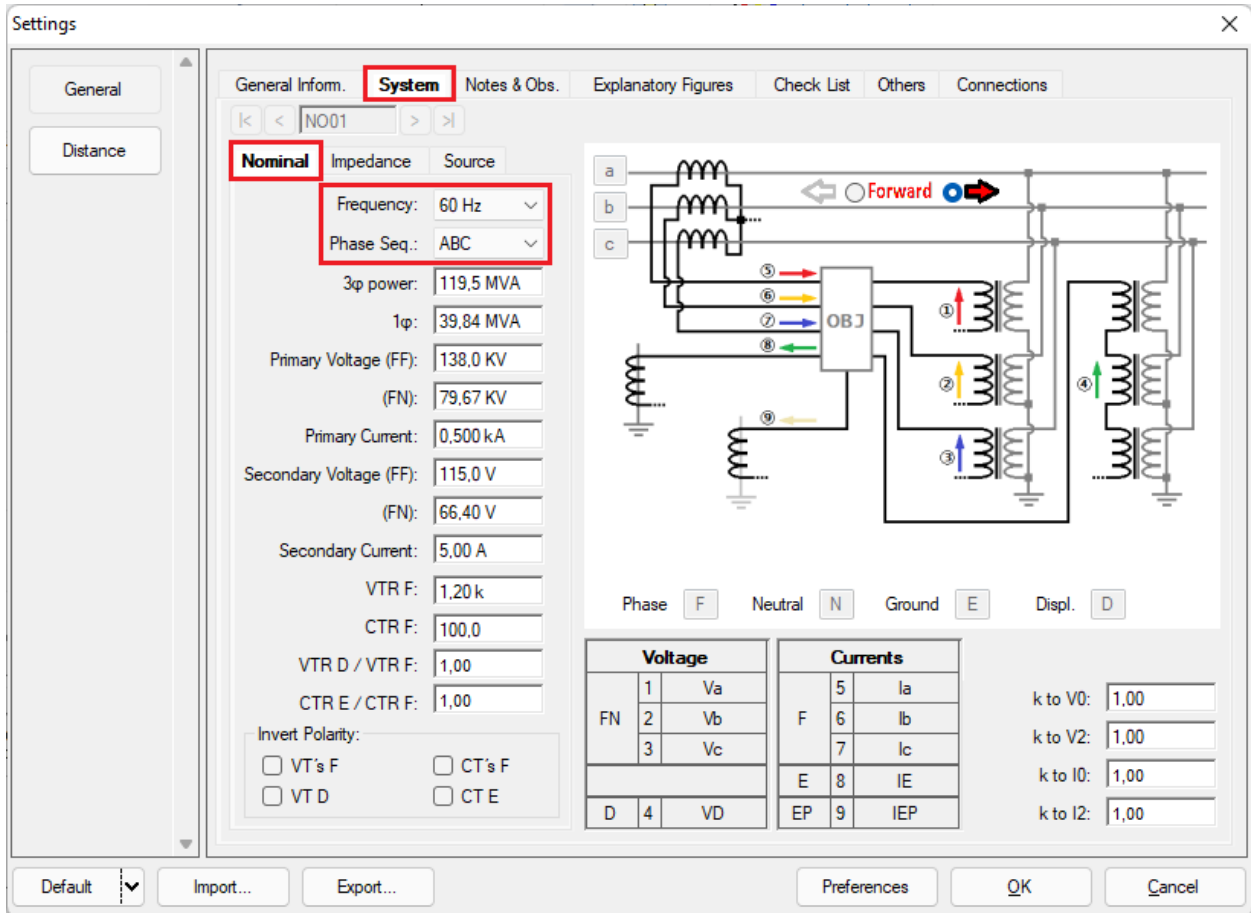 Settings
General
Distance
General Inform. System Notes & Obs. Explanatory Figures Check List Others Connections
|< < NO01 > >|
Nominal Impedance Source
Frequency: 60 Hz
Phase Seq.: ABC
3φ power: 119,5 MVA
1φ: 39,84 MVA
Primary Voltage (FF): 138,0 KV
(FN): 79,67 KV
Primary Current: 0,500 kA
Secondary Voltage (FF): 115,0 V
(FN): 66,40 V
Secondary Current: 5,00 A
VTR F: 1,20 k
CTR F: 100,0
VTR D / VTR F: 1,00
CTR E / CTR F: 1,00
Invert Polarity:
VT´s F CT´s F
VT D CT E
a
b
c
Forward
⑤
⑥
⑦
⑧
OBJ
①
②
④
⑨
③
Phase F Neutral N Ground E Displ. D
Voltage
FN 1 Va
2 Vb
3 Vc
D 4 VD
Currents
F 5 Ia
6 Ib
7 Ic
E 8 IE
EP 9 IEP
k to V0: 1,00
k to V2: 1,00
k to I0: 1,00
k to I2: 1,00
Default Import... Export... Preferences OK Cancel